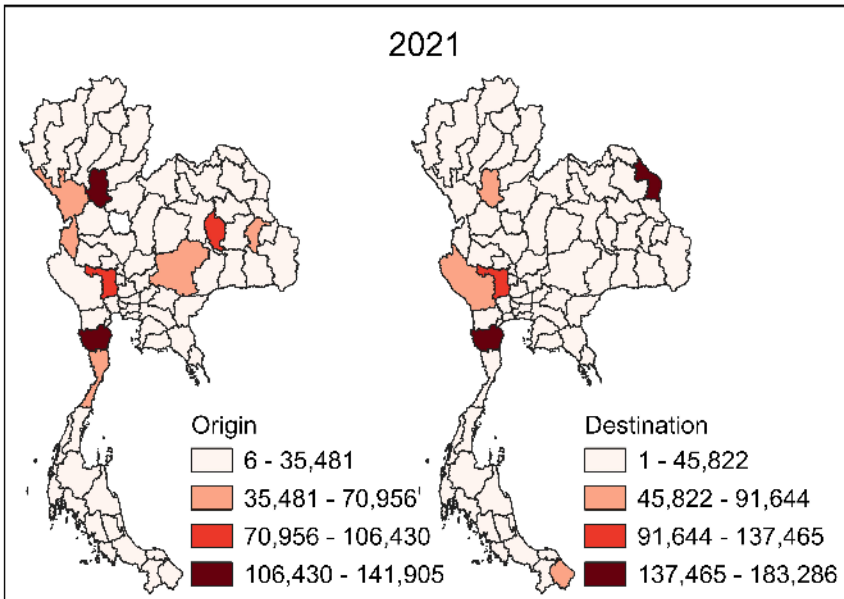 2021
Origin
6 - 35,481
35,481 - 70,956
70,956 - 106,430
106,430 - 141,905
Destination
1 - 45,822
45,822 - 91,644
91,644 - 137,465
137,465 - 183,286